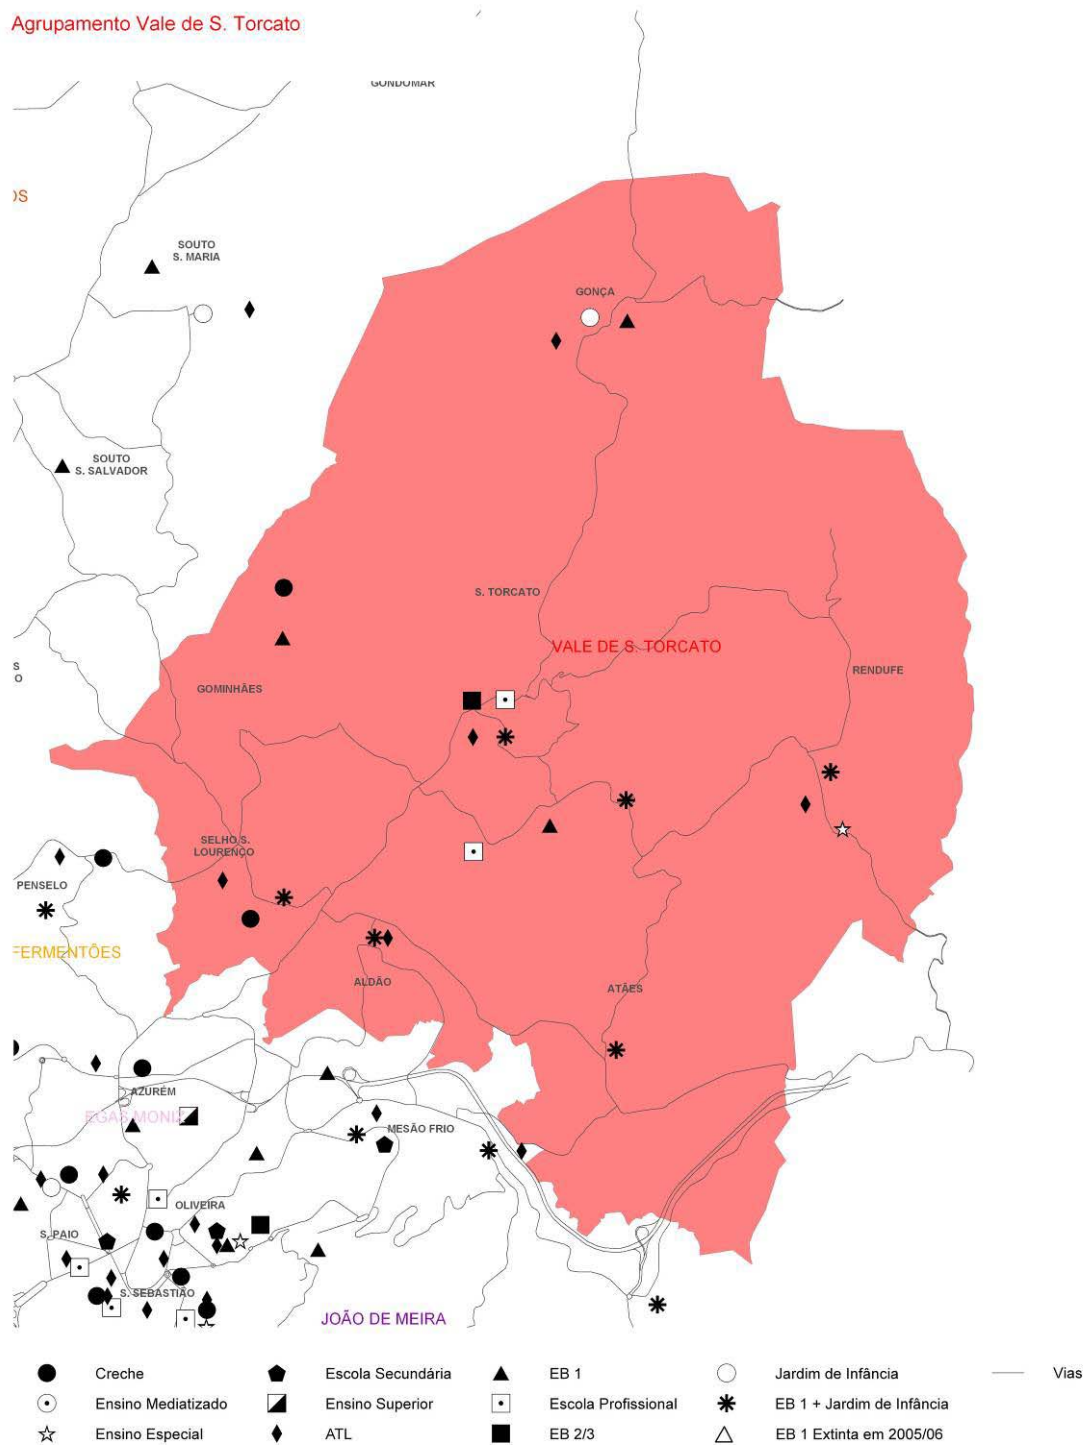 Agrupamento Vale de S. Torcato
GONDOMAR
OS
SOUTO
S. MARIA
GONÇA
SOUTO
S. SALVADOR
S. TORCATO
VALE DE S. TORCATO
S
O
RENDUFE
GOMINHÃES
SELHO S.
LOURENÇO
PENSELO
FERMENTÕES
ALDÃO
ATÃES
AZURÉM
EGAS MONIZ
MESÃO FRIO
OLIVEIRA
S. PAIO
S. SEBASTIÃO
JOÃO DE MEIRA
Creche
Escola Secundária
EB 1
Jardim de Infância
Vias
Ensino Mediatizado
Ensino Superior
Escola Profissional
EB 1 + Jardim de Infância
Ensino Especial
ATL
EB 2/3
EB 1 Extinta em 2005/06